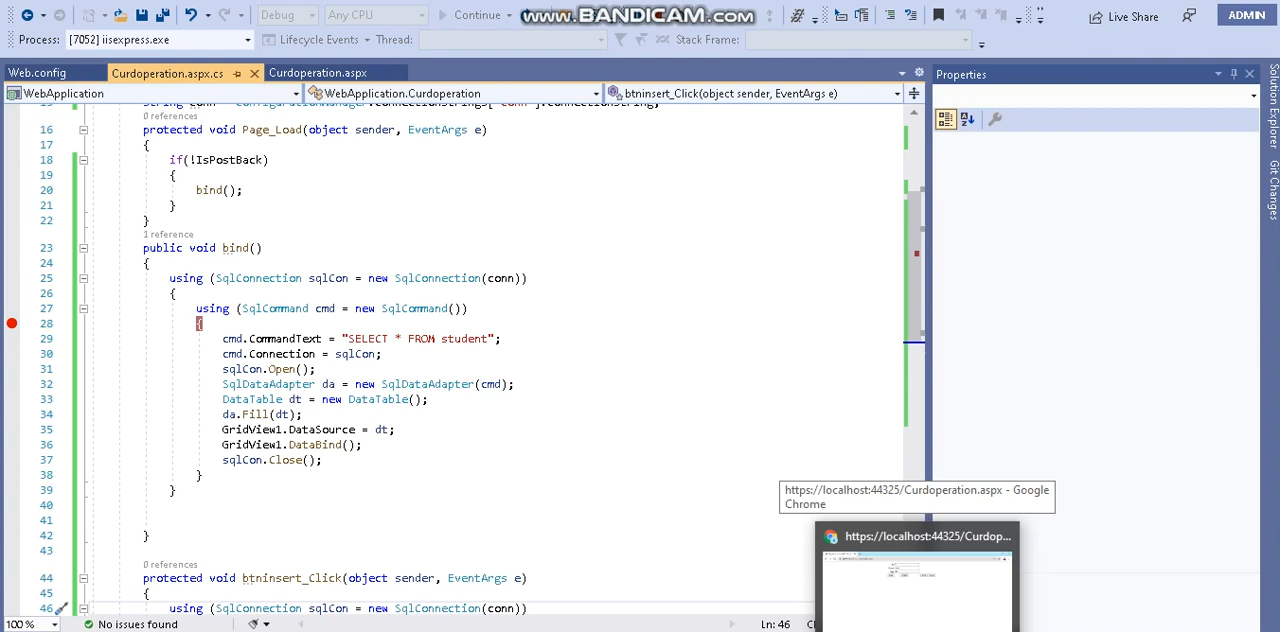 Debug
Any CPU
Continue
www.BANDICAM.com
Live Share
ADMIN
Process: [7052] iisexpress.exe
Lifecycle Events
Thread:
Stack Frame:
Web.config
Curdoperation.aspx.cs
Curdoperation.aspx
Properties
WebApplication
WebApplication.Curdoperation
btninsert_Click(object sender, EventArgs e)
0 references
16 protected void Page_Load(object sender, EventArgs e)
17 {
18 if(!IsPostBack)
19 {
20 bind();
21 }
22 }
1 reference
23 public void bind()
24 {
25 using (SqlConnection sqlCon = new SqlConnection(conn))
26 {
27 using (SqlCommand cmd = new SqlCommand())
28 {
29 cmd.CommandText = "SELECT * FROM student";
30 cmd.Connection = sqlCon;
31 sqlCon.Open();
32 SqlDataAdapter da = new SqlDataAdapter(cmd);
33 DataTable dt = new DataTable();
34 da.Fill(dt);
35 GridView1.DataSource = dt;
36 GridView1.DataBind();
37 sqlCon.Close();
38 }
39 }
40
41
42 }
43
44 protected void btninsert_Click(object sender, EventArgs e)
45 {
46 using (SqlConnection sqlCon = new SqlConnection(conn))
https://localhost:44325/Curdoperation.aspx - Google
Chrome
https://localhost:44325/Curdop...
100 %
No issues found
Ln: 46
Solution Explorer
Git Changes